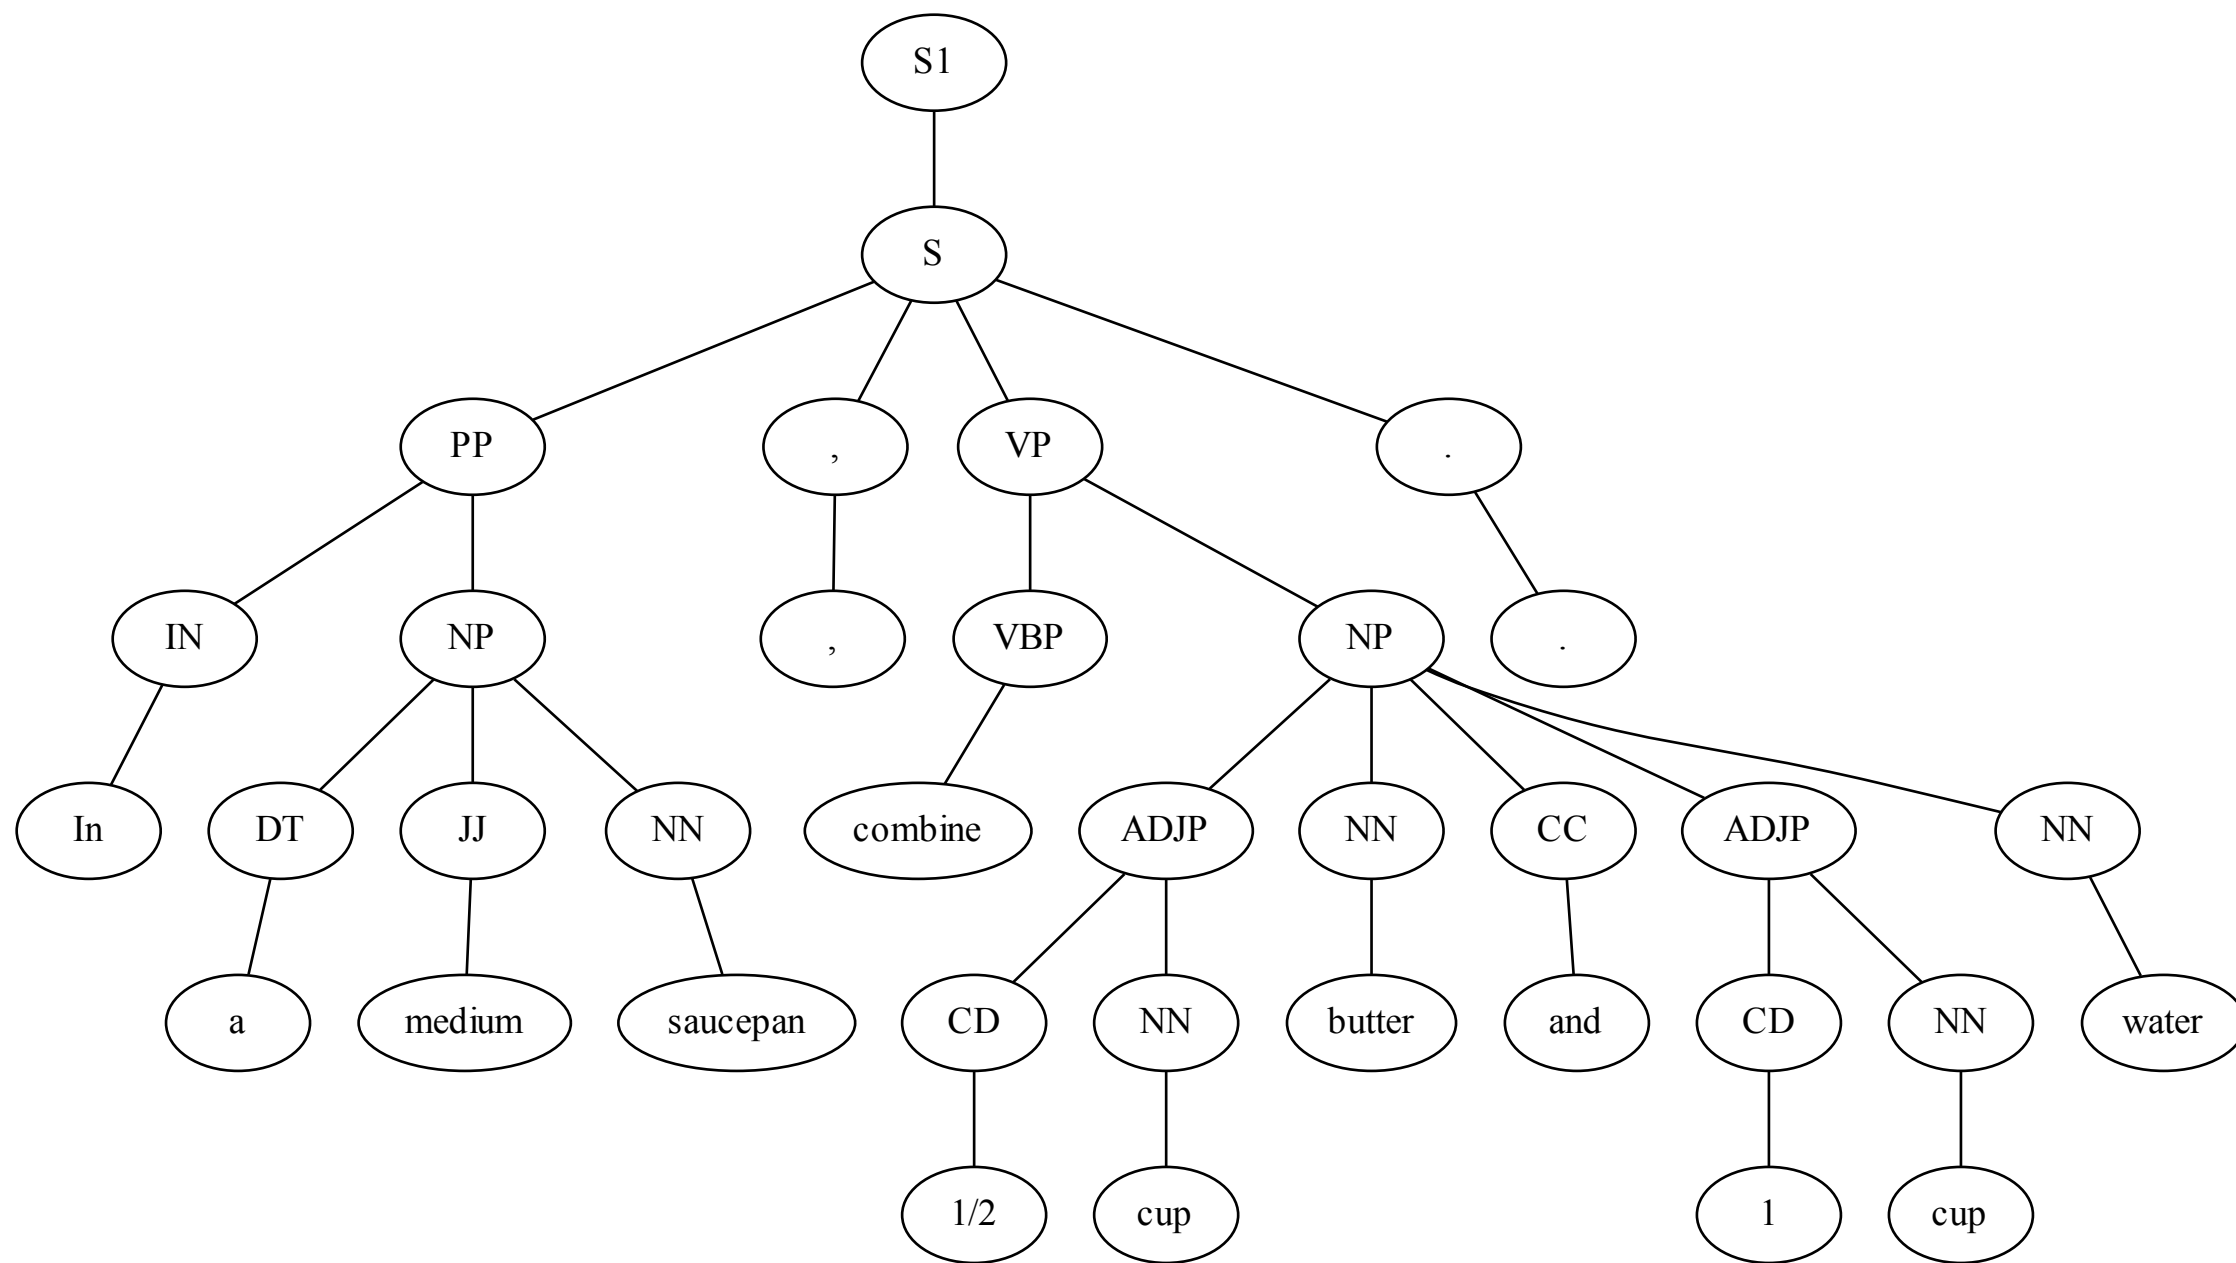 S1
S
PP , VP .
IN NP , VBP NP .
In DT JJ NN combine ADJP NN CC ADJP NN
a medium saucepan CD NN butter and CD NN water
1/2 cup 1 cup